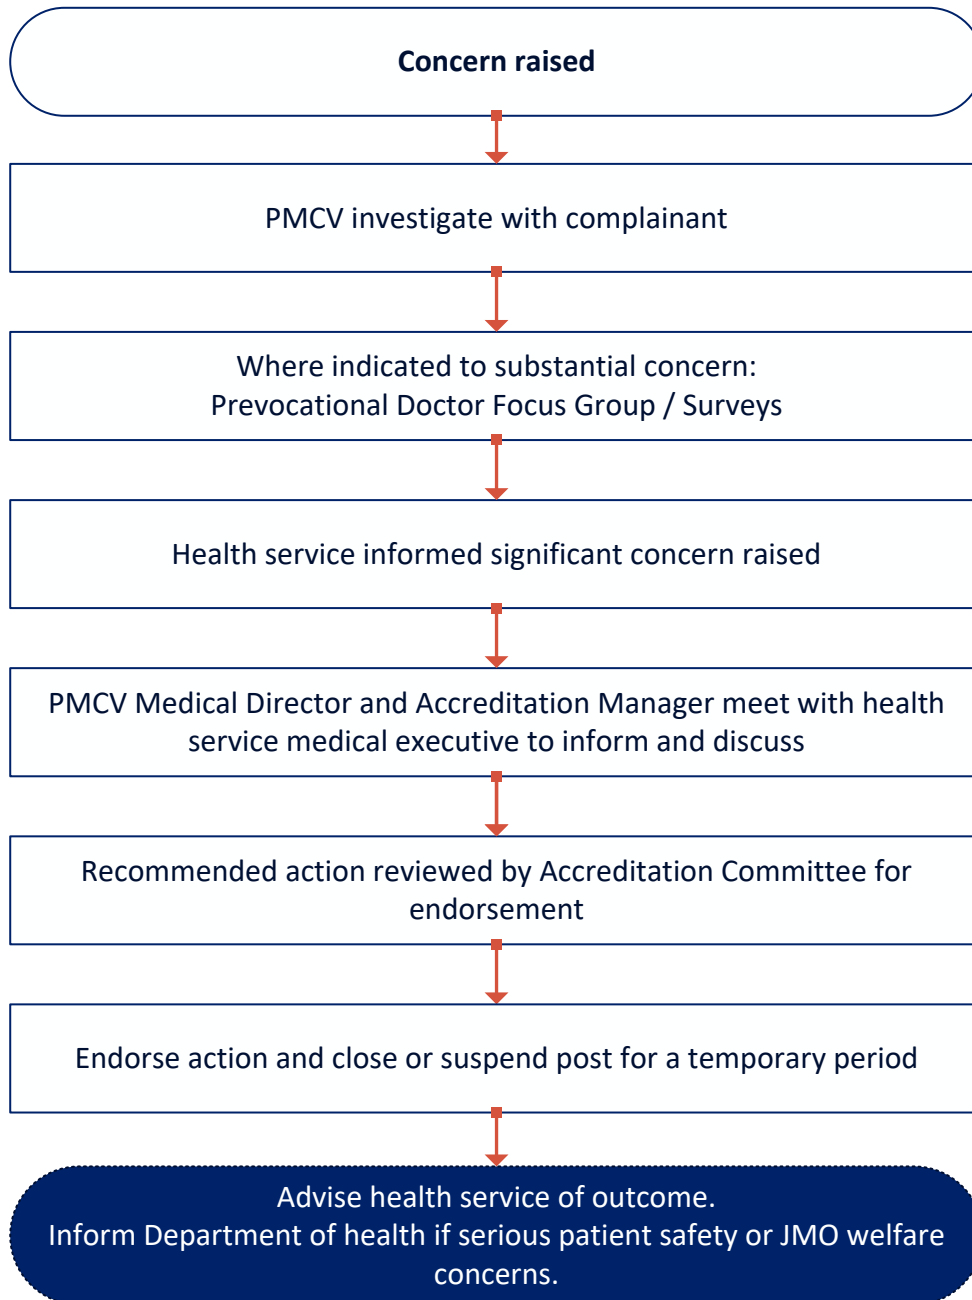 Concern raised
PMCV investigate with complainant
Where indicated to substantial concern:
Prevocational Doctor Focus Group / Surveys
Health service informed significant concern raised
PMCV Medical Director and Accreditation Manager meet with health
service medical executive to inform and discuss
Recommended action reviewed by Accreditation Committee for
endorsement
Endorse action and close or suspend post for a temporary period
Advise health service of outcome.
Inform Department of health if serious patient safety or JMO welfare
concerns.